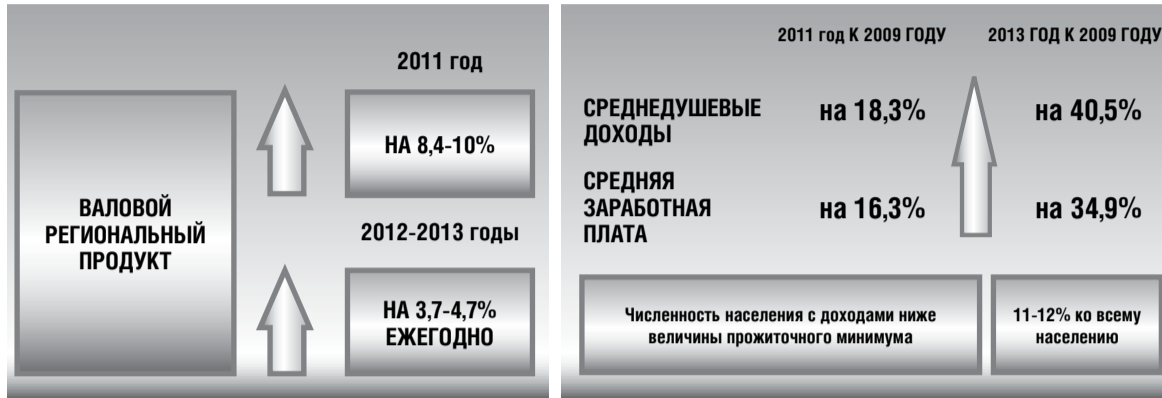 2011 год
НА 8,4-10%
ВАЛОВОЙ
РЕГИОНАЛЬНЫЙ
ПРОДУКТ
2012-2013 годы
НА 3,7-4,7%
ЕЖЕГОДНО
2011 год К 2009 ГОДУ
2013 ГОД К 2009 ГОДУ
СРЕДНЕДУШЕВЫЕ
ДОХОДЫ
на 18,3%
на 40,5%
СРЕДНЯЯ
ЗАРАБОТНАЯ
ПЛАТА
на 16,3%
на 34,9%
Численность населения с доходами ниже
величины прожиточного минимума
11-12% ко всему
населению